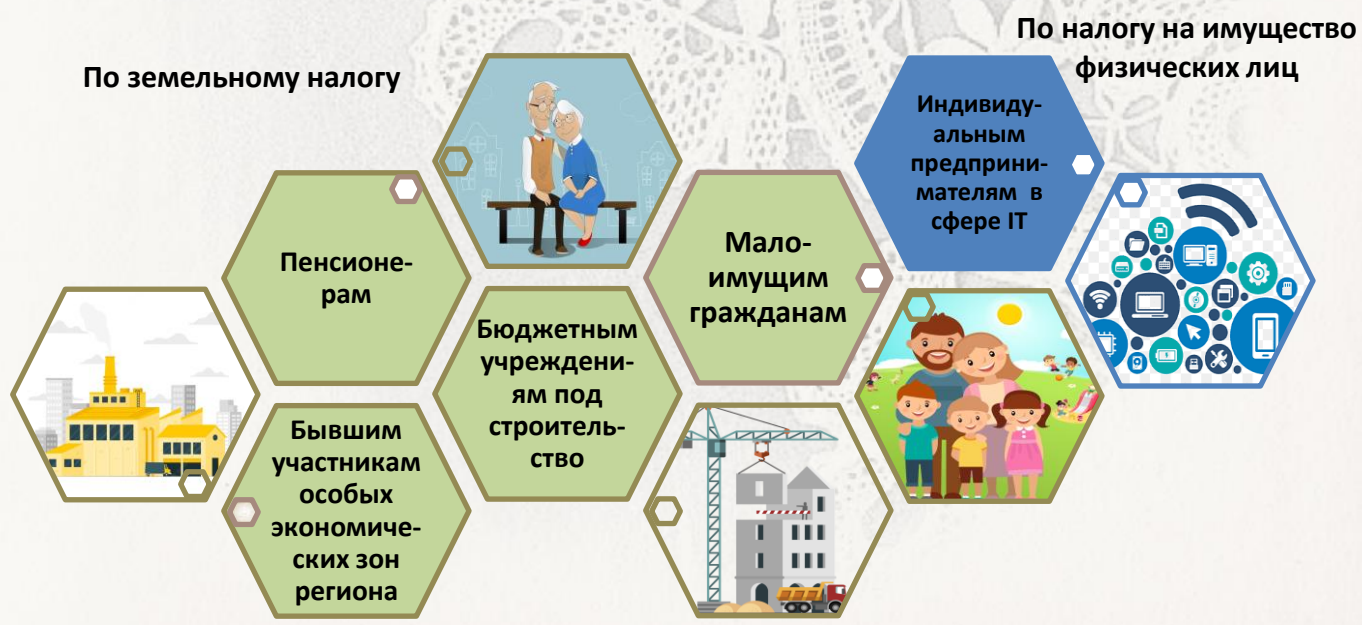 По земельному налогу
По налогу на имущество
физических лиц
Пенсионе-
рам
Бывшим
участникам
особых
экономиче-
ских зон
региона
Бюджетным
учреждени-
ям под
строитель-
ство
Мало-
имущим
гражданам
Индивиду-
альным
предприни-
мателям в
сфере IT